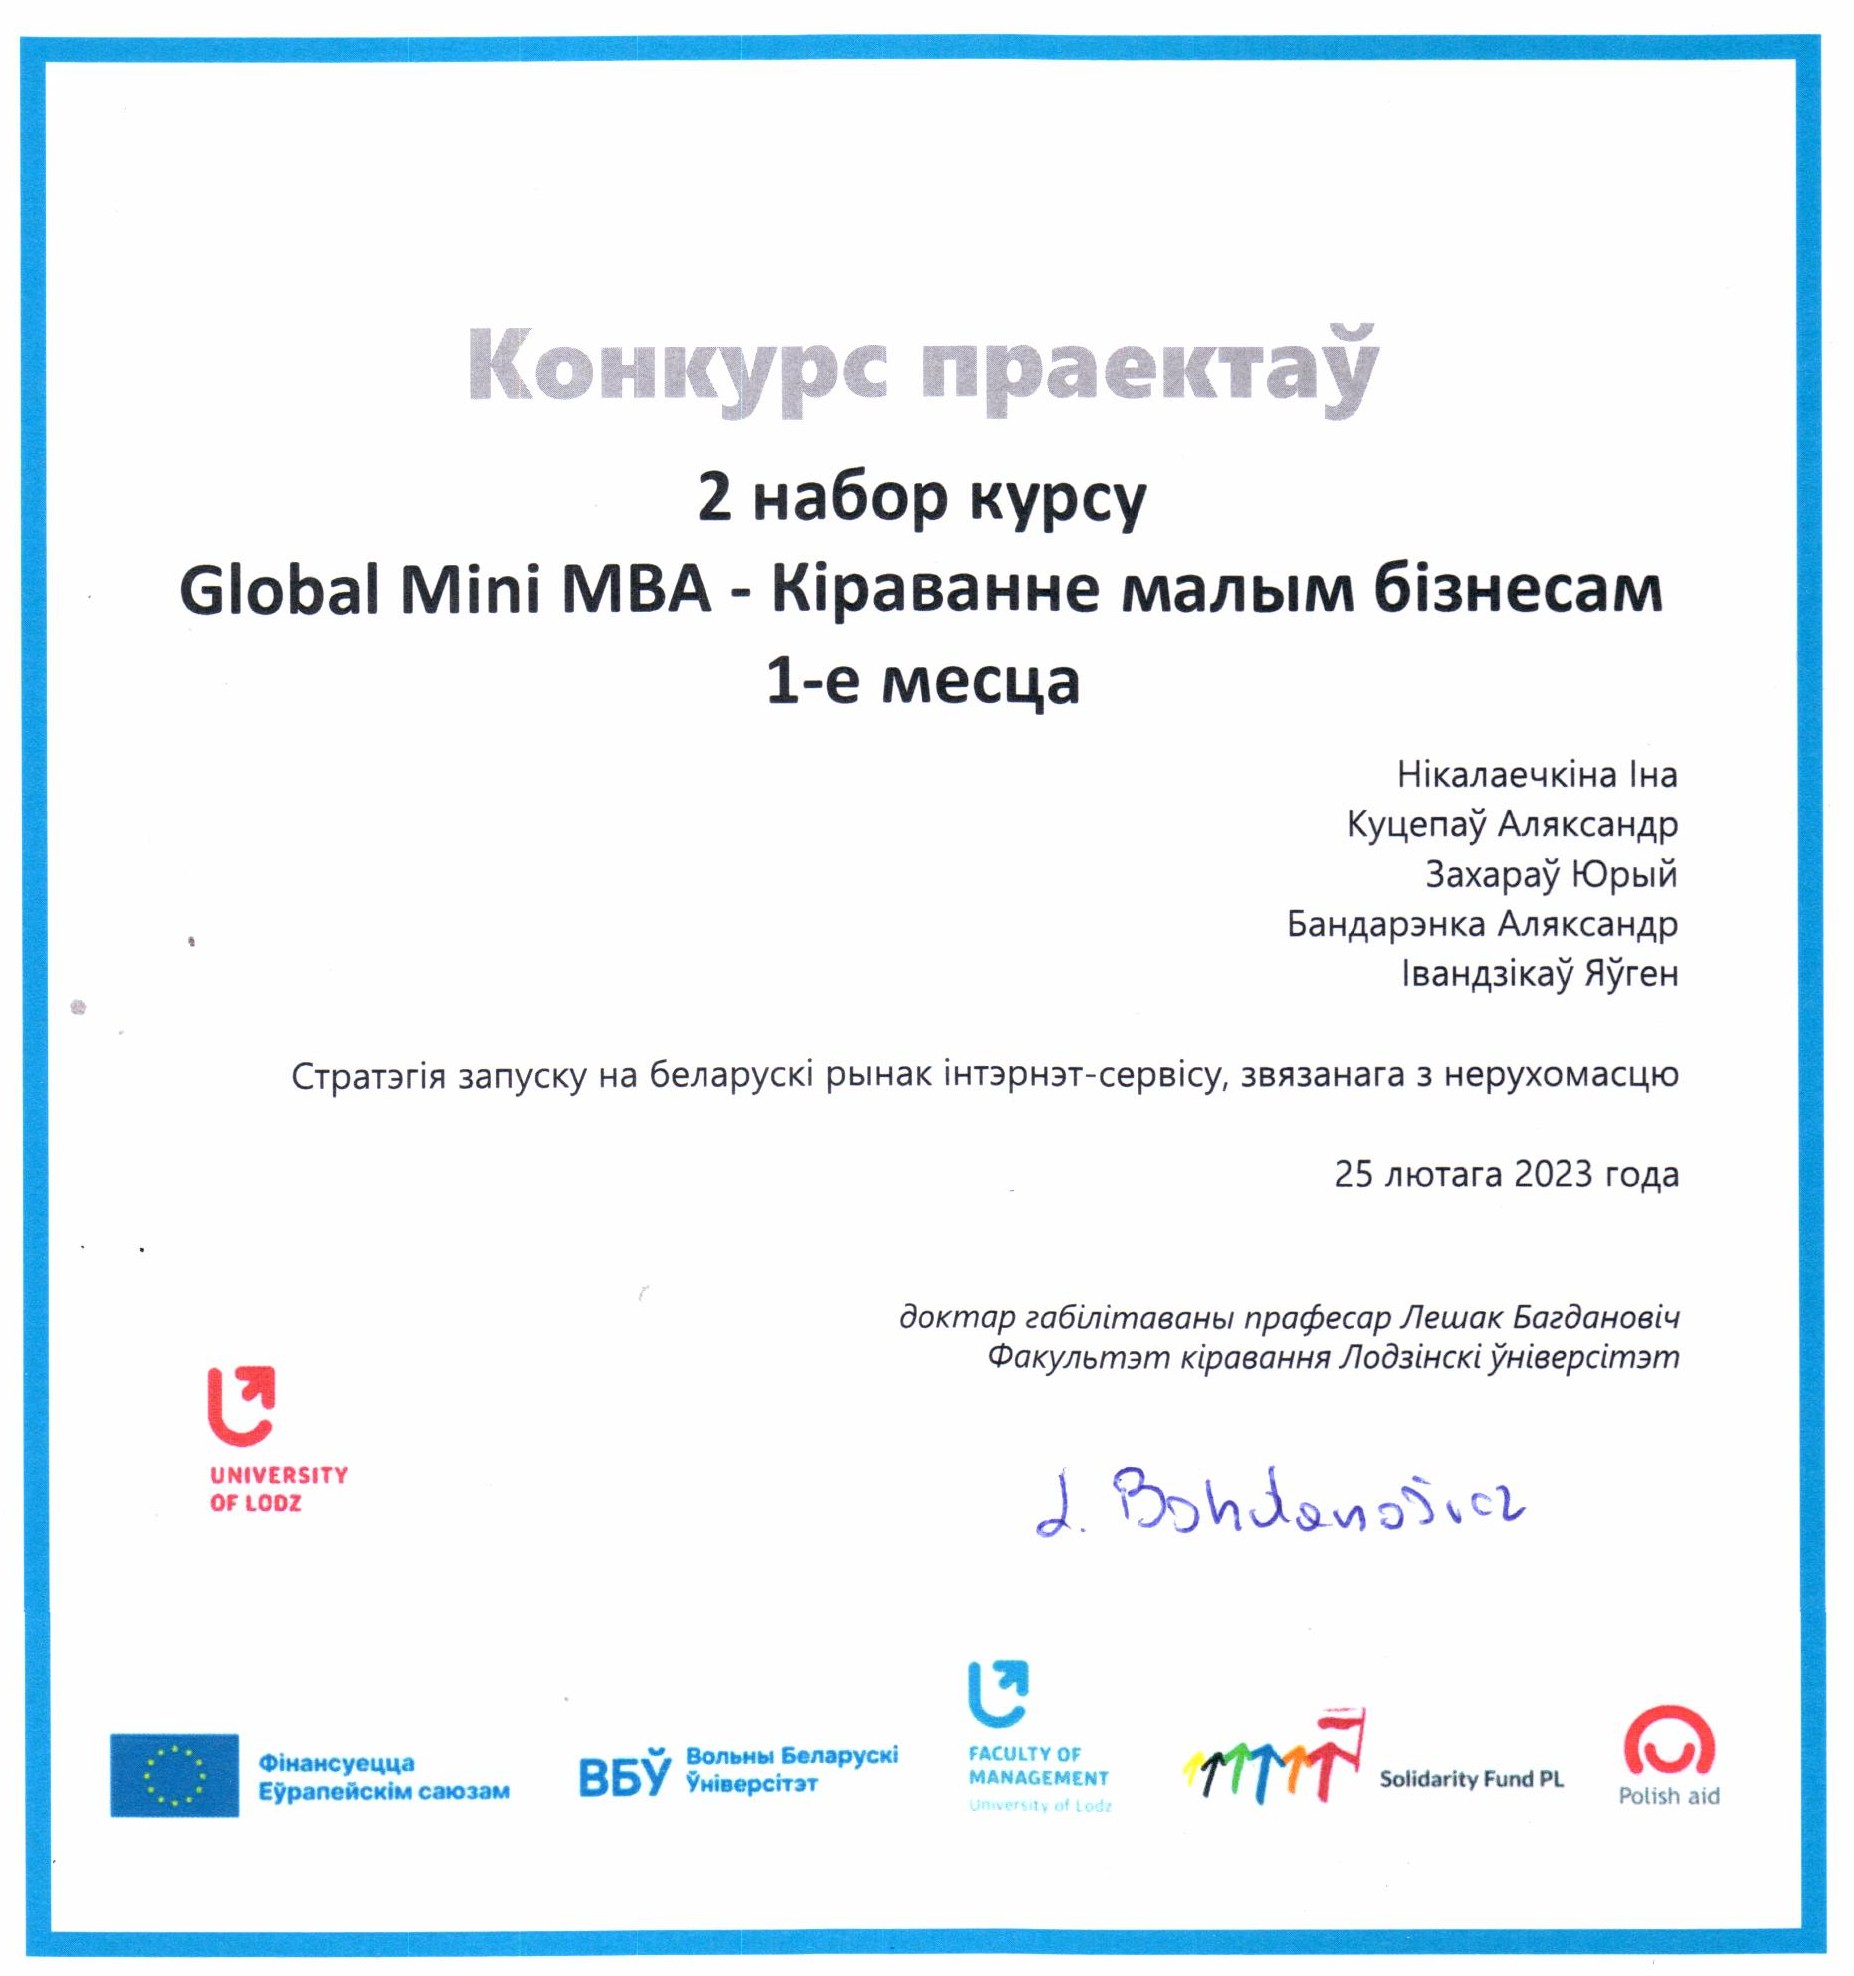 Конкурс праектаў
2 набор курсу
Global Mini MBA - Кіраванне малым бізнесам
1-е месца
Нікалаечкіна Іна
Куцепаў Аляксандр
Захараў Юрый
Бандарэнка Аляксандр
Івандзікаў Яўген
Стратэгія запуску на беларускі рынак інтэрнэт-сервісу, звязанага з нерухомасцю
25 лютага 2023 года
доктар габілітаваны прафесар Лешак Багдановіч
Факультэт кіравання Лодзінскі ўніверсітэт
UNIVERSITY
OF LODZ
L. Bohdanowicz
Фінансуецца
Еўрапейскім саюзам
ВБЎ
Вольны Беларускі
Ўніверсітэт
FACULTY OF
MANAGEMENT
University of Lodz
Solidarity Fund PL
Polish aid